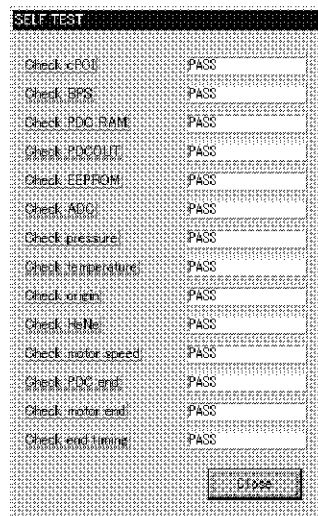 SELF TEST
Check cPCI PASS
Check BPS PASS
Check PDC RAM PASS
Check PDCOUT PASS
Check EEPROM PASS
Check ADC PASS
Check pressure PASS
Check temperature PASS
Check origin PASS
Check HeNe PASS
Check motor speed PASS
Check PDC end PASS
Check motor end PASS
Check end timing PASS
Close